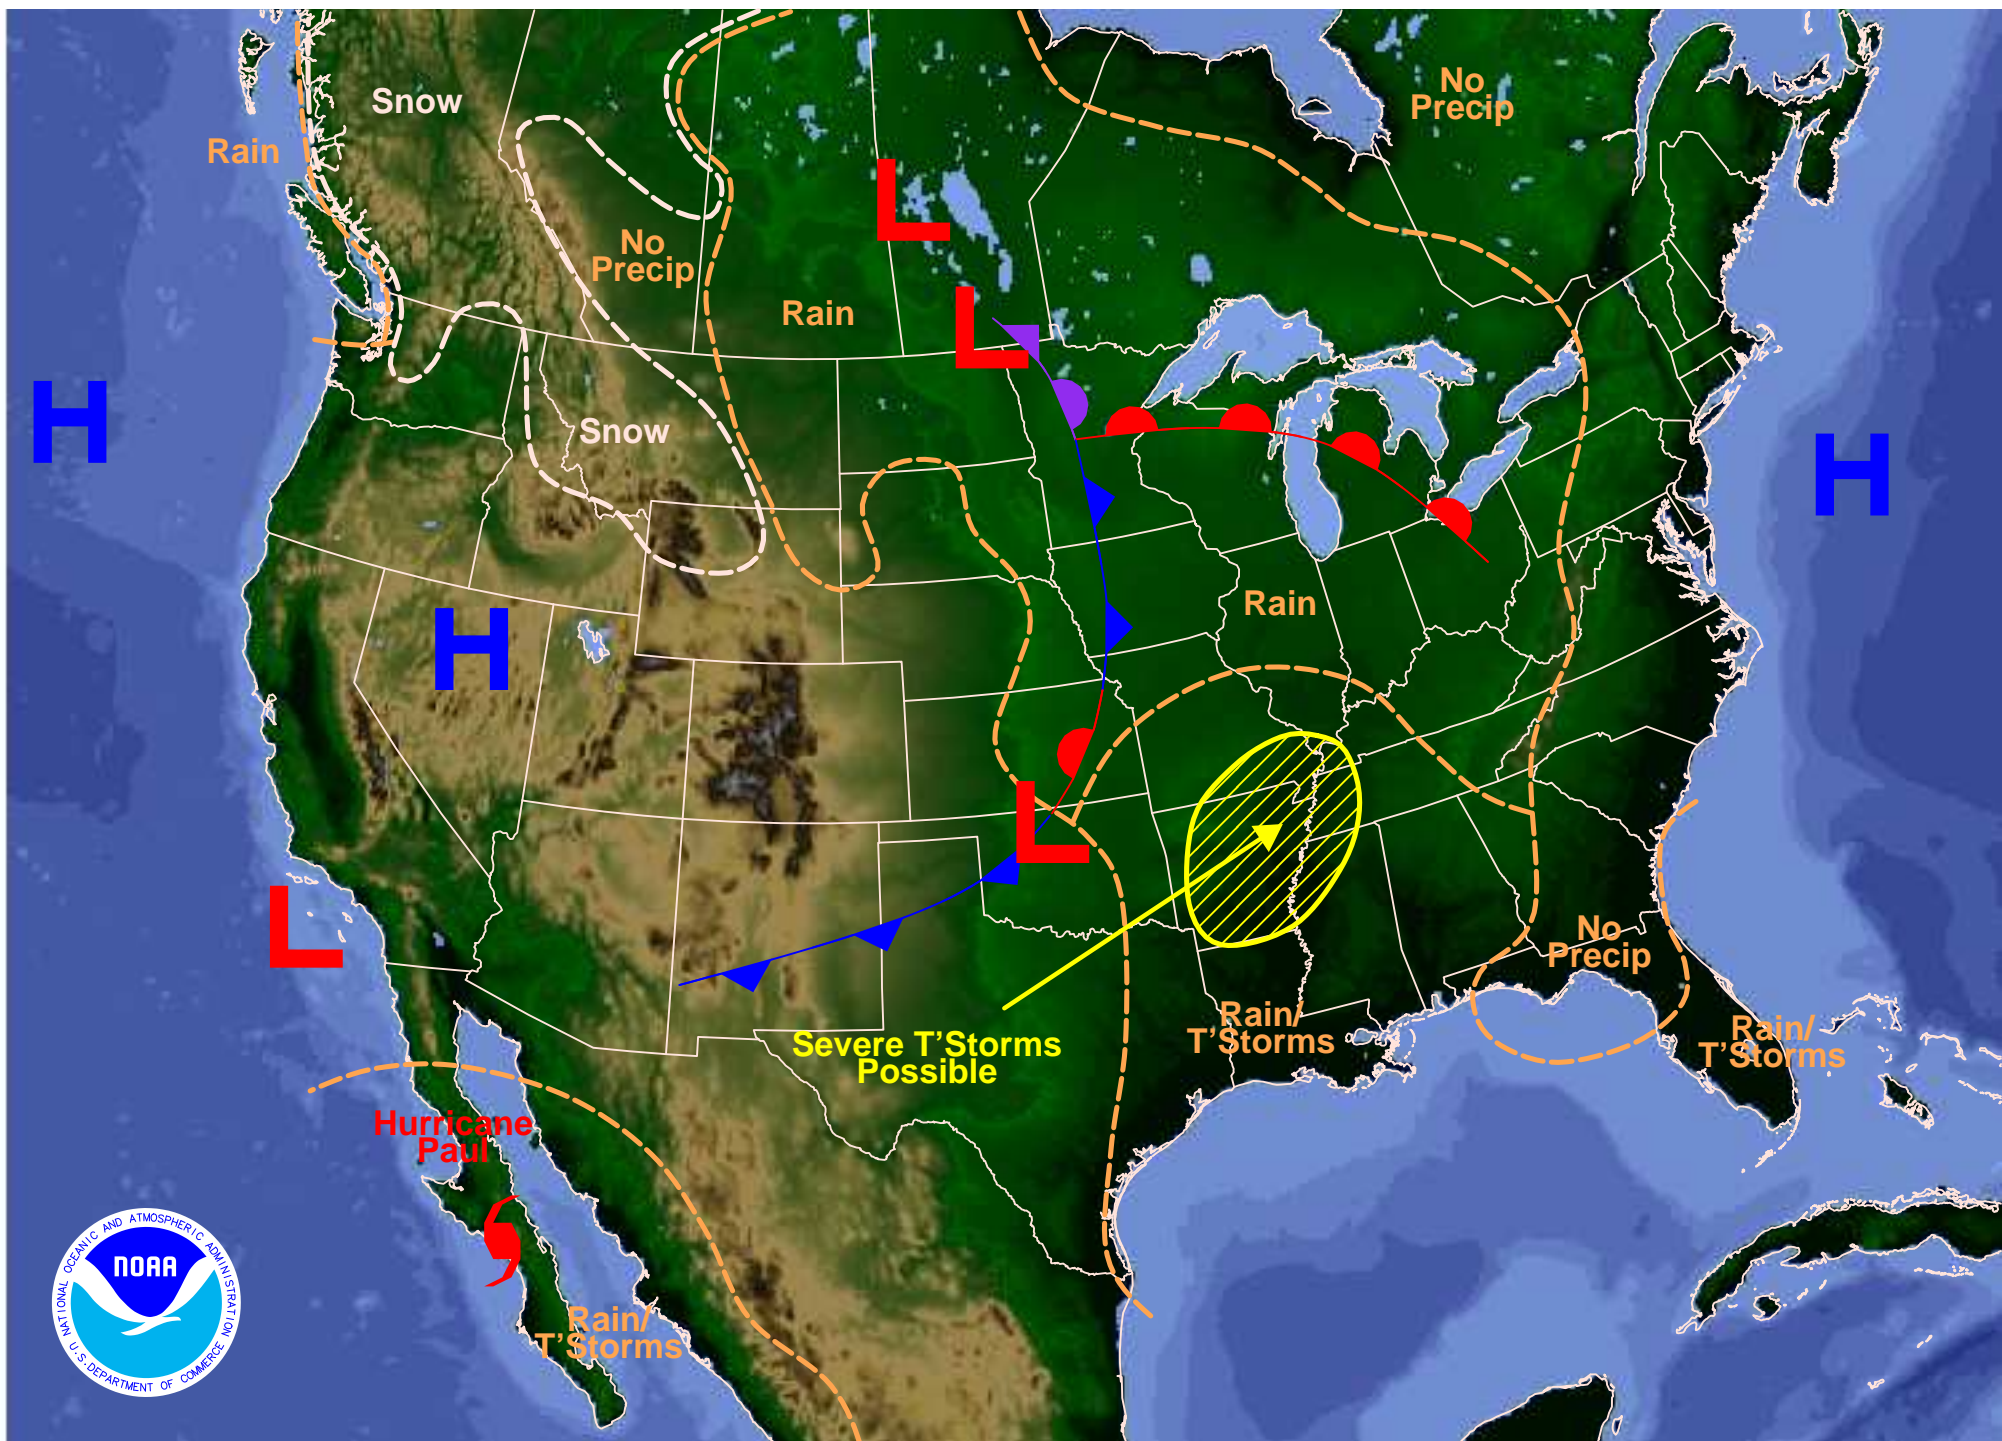 Snow
No
Precip
Rain
No
Precip
L
Rain
L
H
Snow
H
H
Rain
L
L
No
Precip
Rain/
T'Storms
Rain/
T'Storms
Severe T'Storms
Possible
Hurricane
Paul
Rain/
T'Storms
NATIONAL OCEANIC AND ATMOSPHERIC ADMINISTRATION
NOAA
U.S. DEPARTMENT OF COMMERCE